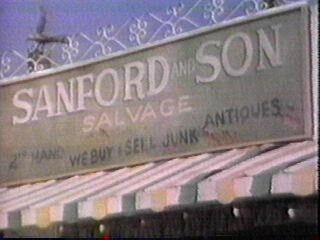 SANFORD AND SON
SALVAGE
2ND HAND WE BUY & SELL JUNK ANTIQUES